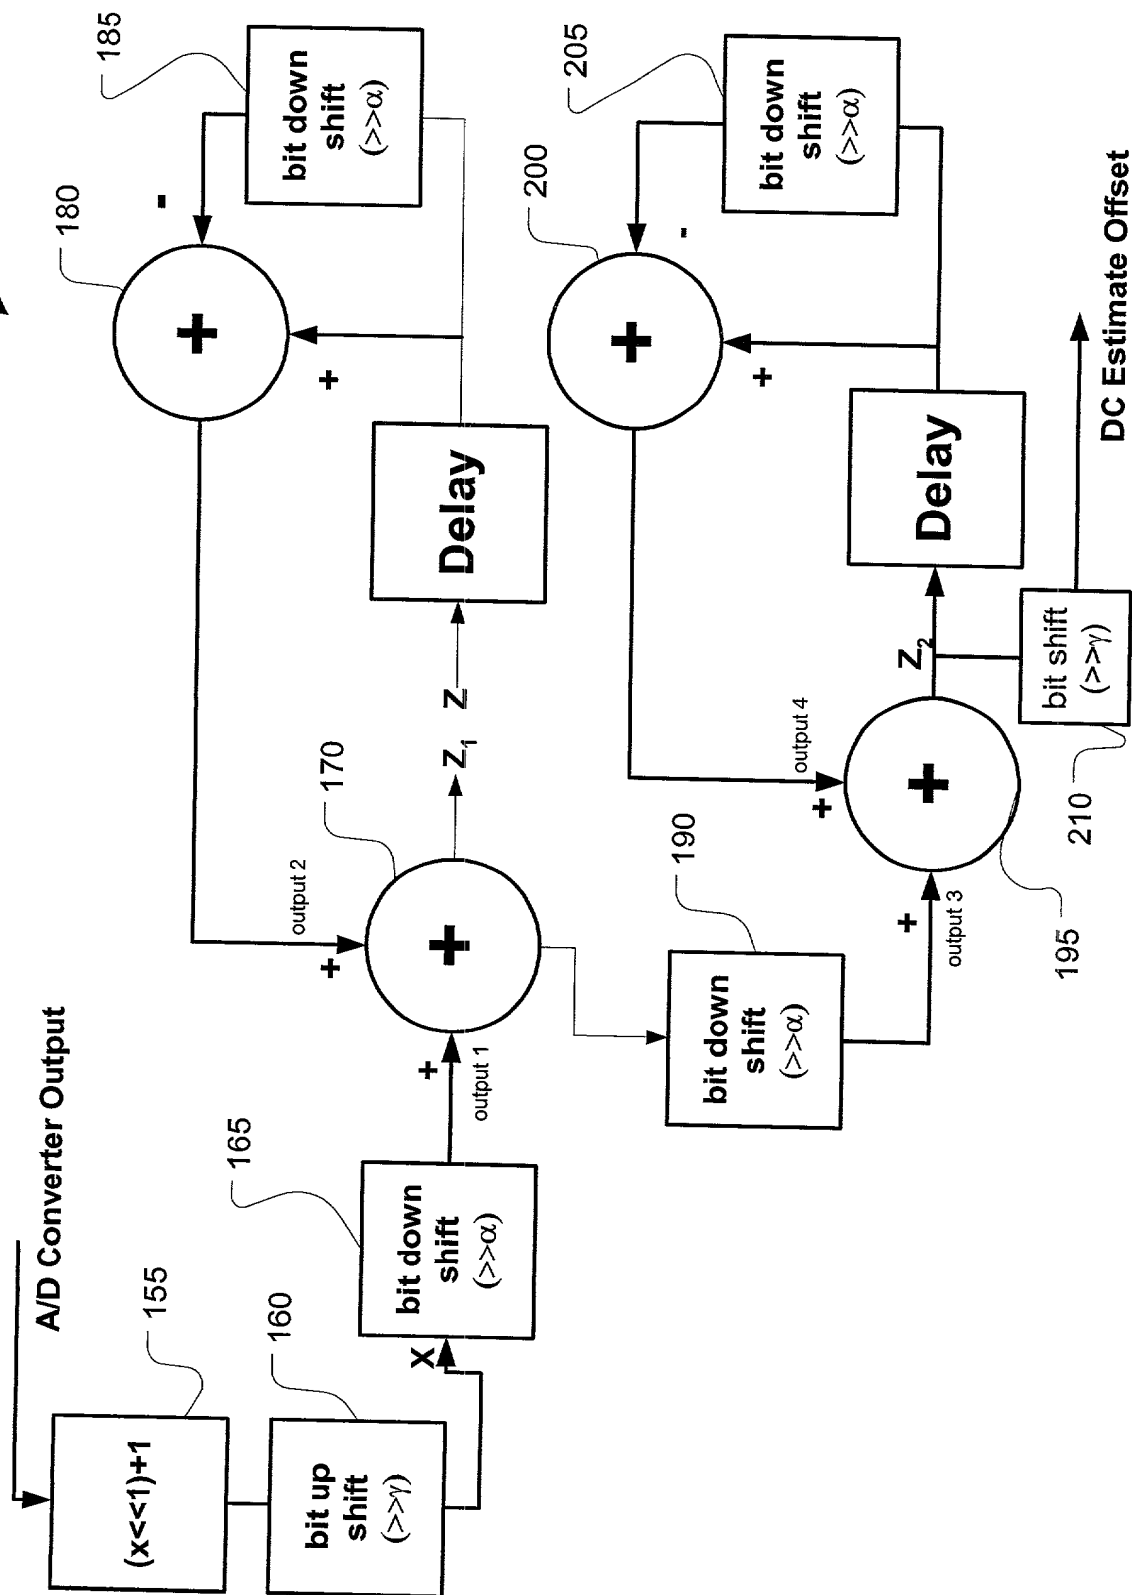 A/D Converter Output
(x<<1)+1
155
bit up
shift
(>>γ)
160
X
bit down
shift
(>>α)
165
+
output 1
170
+
+
output 2
Z₁
Z
Delay
+
180
+
-
bit down
shift
(>>α)
185
190
bit down
shift
(>>α)
+
output 3
195
+
+
output 4
Z₂
Delay
+
200
+
-
bit down
shift
(>>α)
205
bit shift
(>>γ)
210
DC Estimate Offset